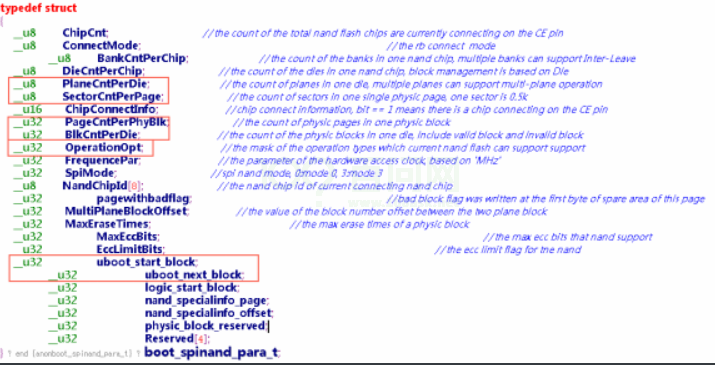 typedef struct
{
__u8 ChipCnt; //the count of the total nand flash chips are currently connecting on the CE pin
__u8 ConnectMode; //the rb connect mode
__u8 BankCntPerChip; //the count of the banks in one nand chip, multiple banks can support Inter-Leave
__u8 DieCntPerChip; //the count of the dies in one nand chip, block management is based on Die
__u8 PlaneCntPerDie; //the count of planes in one die, multiple planes can support multi-plane operation
__u8 SectorCntPerPage; //the count of sectors in one single physic page, one sector is 0.5k
__u16 ChipConnectInfo; //chip connect information, bit == 1 means there is a chip connecting on the CE pin
__u32 PageCntPerPhyBlk; //the count of physic pages in one physic block
__u32 BlkCntPerDie; //the count of the physic blocks in one die, include valid block and invalid block
__u32 OperationOpt; //the mask of the operation types which current nand flash can support support
__u32 FrequencePar; //the parameter of the hardware access clock, based on 'MHz'
__u32 SpiMode; //spi nand mode, 0:mode 0, 3:mode 3
__u8 NandChipId[8]; //the nand chip id of current connecting nand chip
__u32 pagewithbadflag; //bad block flag was written at the first byte of spare area of this page
__u32 MultiPlaneBlockOffset; //the value of the block number offset between the two plane block
__u32 MaxEraseTimes; //the max erase times of a physic block
__u32 MaxEccBits; //the max ecc bits that nand support
__u32 EccLimitBits; //the ecc limit flag for tne nand
__u32 uboot_start_block;
__u32 uboot_next_block;
__u32 logic_start_block;
__u32 nand_specialinfo_page;
__u32 nand_specialinfo_offset;
__u32 physic_block_reserved;
__u32 Reserved[4];
} ↑ end {anonboot_spinand_para_t} ↑ boot_spinand_para_t;